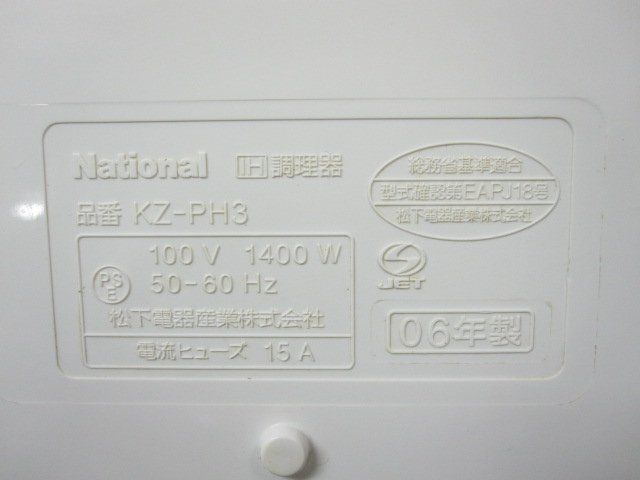 National IH調理器
品番 KZ-PH3
100 V 1400 W
50-60 Hz
PS
E
松下電器産業株式会社
電流ヒューズ 15 A
総務省基準適合
型式確認第EAPJ18号
松下電器産業株式会社
JET
06年製